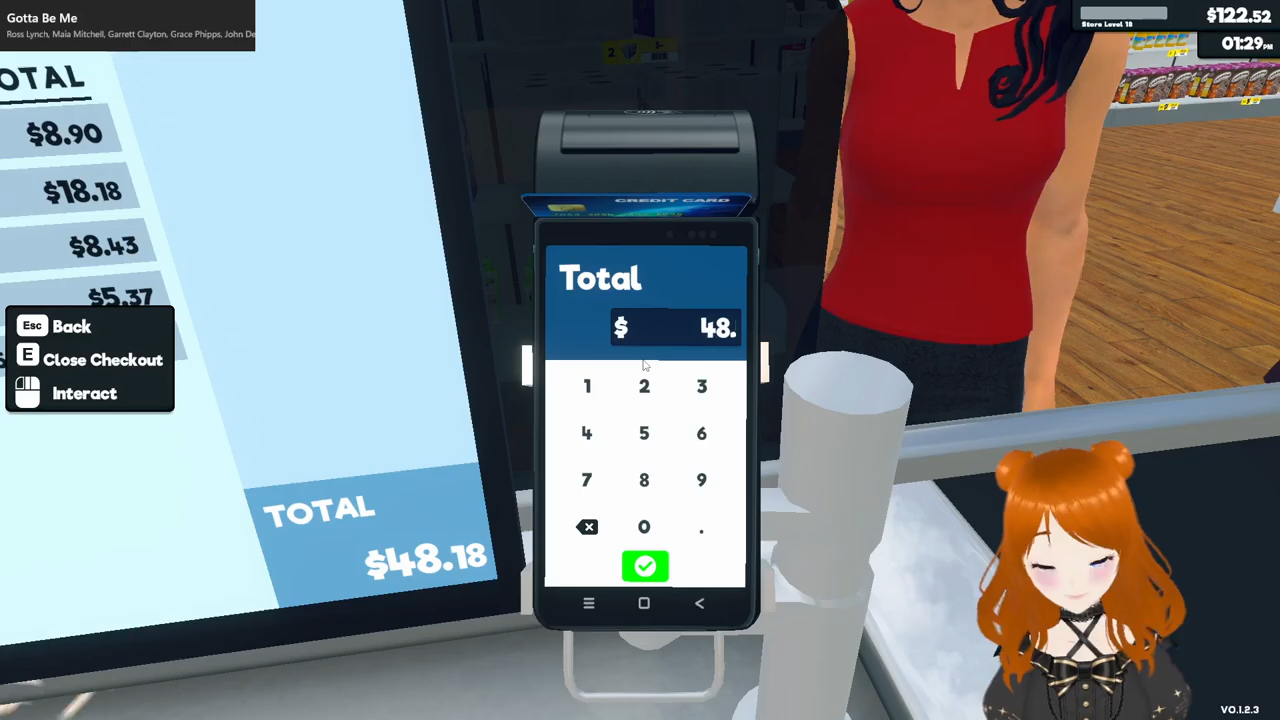 Gotta Be Me
Ross Lynch, Maia Mitchell, Garrett Clayton, Grace Phipps, John De
$122.52
Store Level 18
01:29PM
OTAL
$8.90
$18.18
$8.43
$5.37
Esc Back
E Close Checkout
Interact
TOTAL
$48.18
CREDIT CARD
Total
$ 48.
1 2 3
4 5 6
7 8 9
0 .
V0.1.2.3